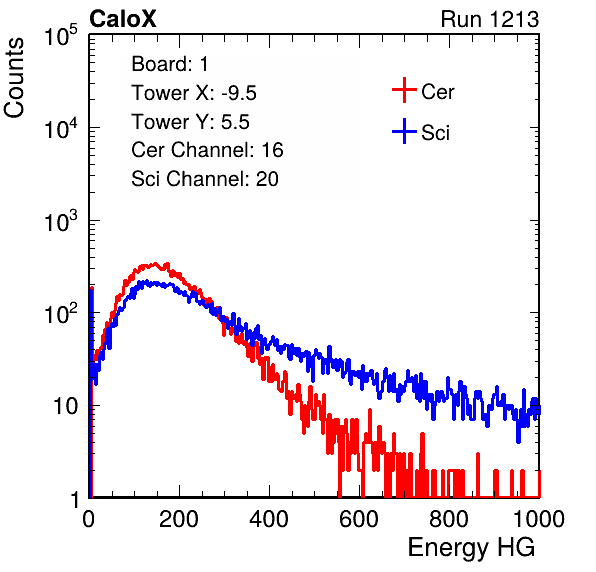 CaloX Run 1213
Counts
10^5
10^4
10^3
10^2
10
1
Board: 1
Tower X: -9.5
Tower Y: 5.5
Cer Channel: 16
Sci Channel: 20
Cer
Sci
0 200 400 600 800 1000
Energy HG